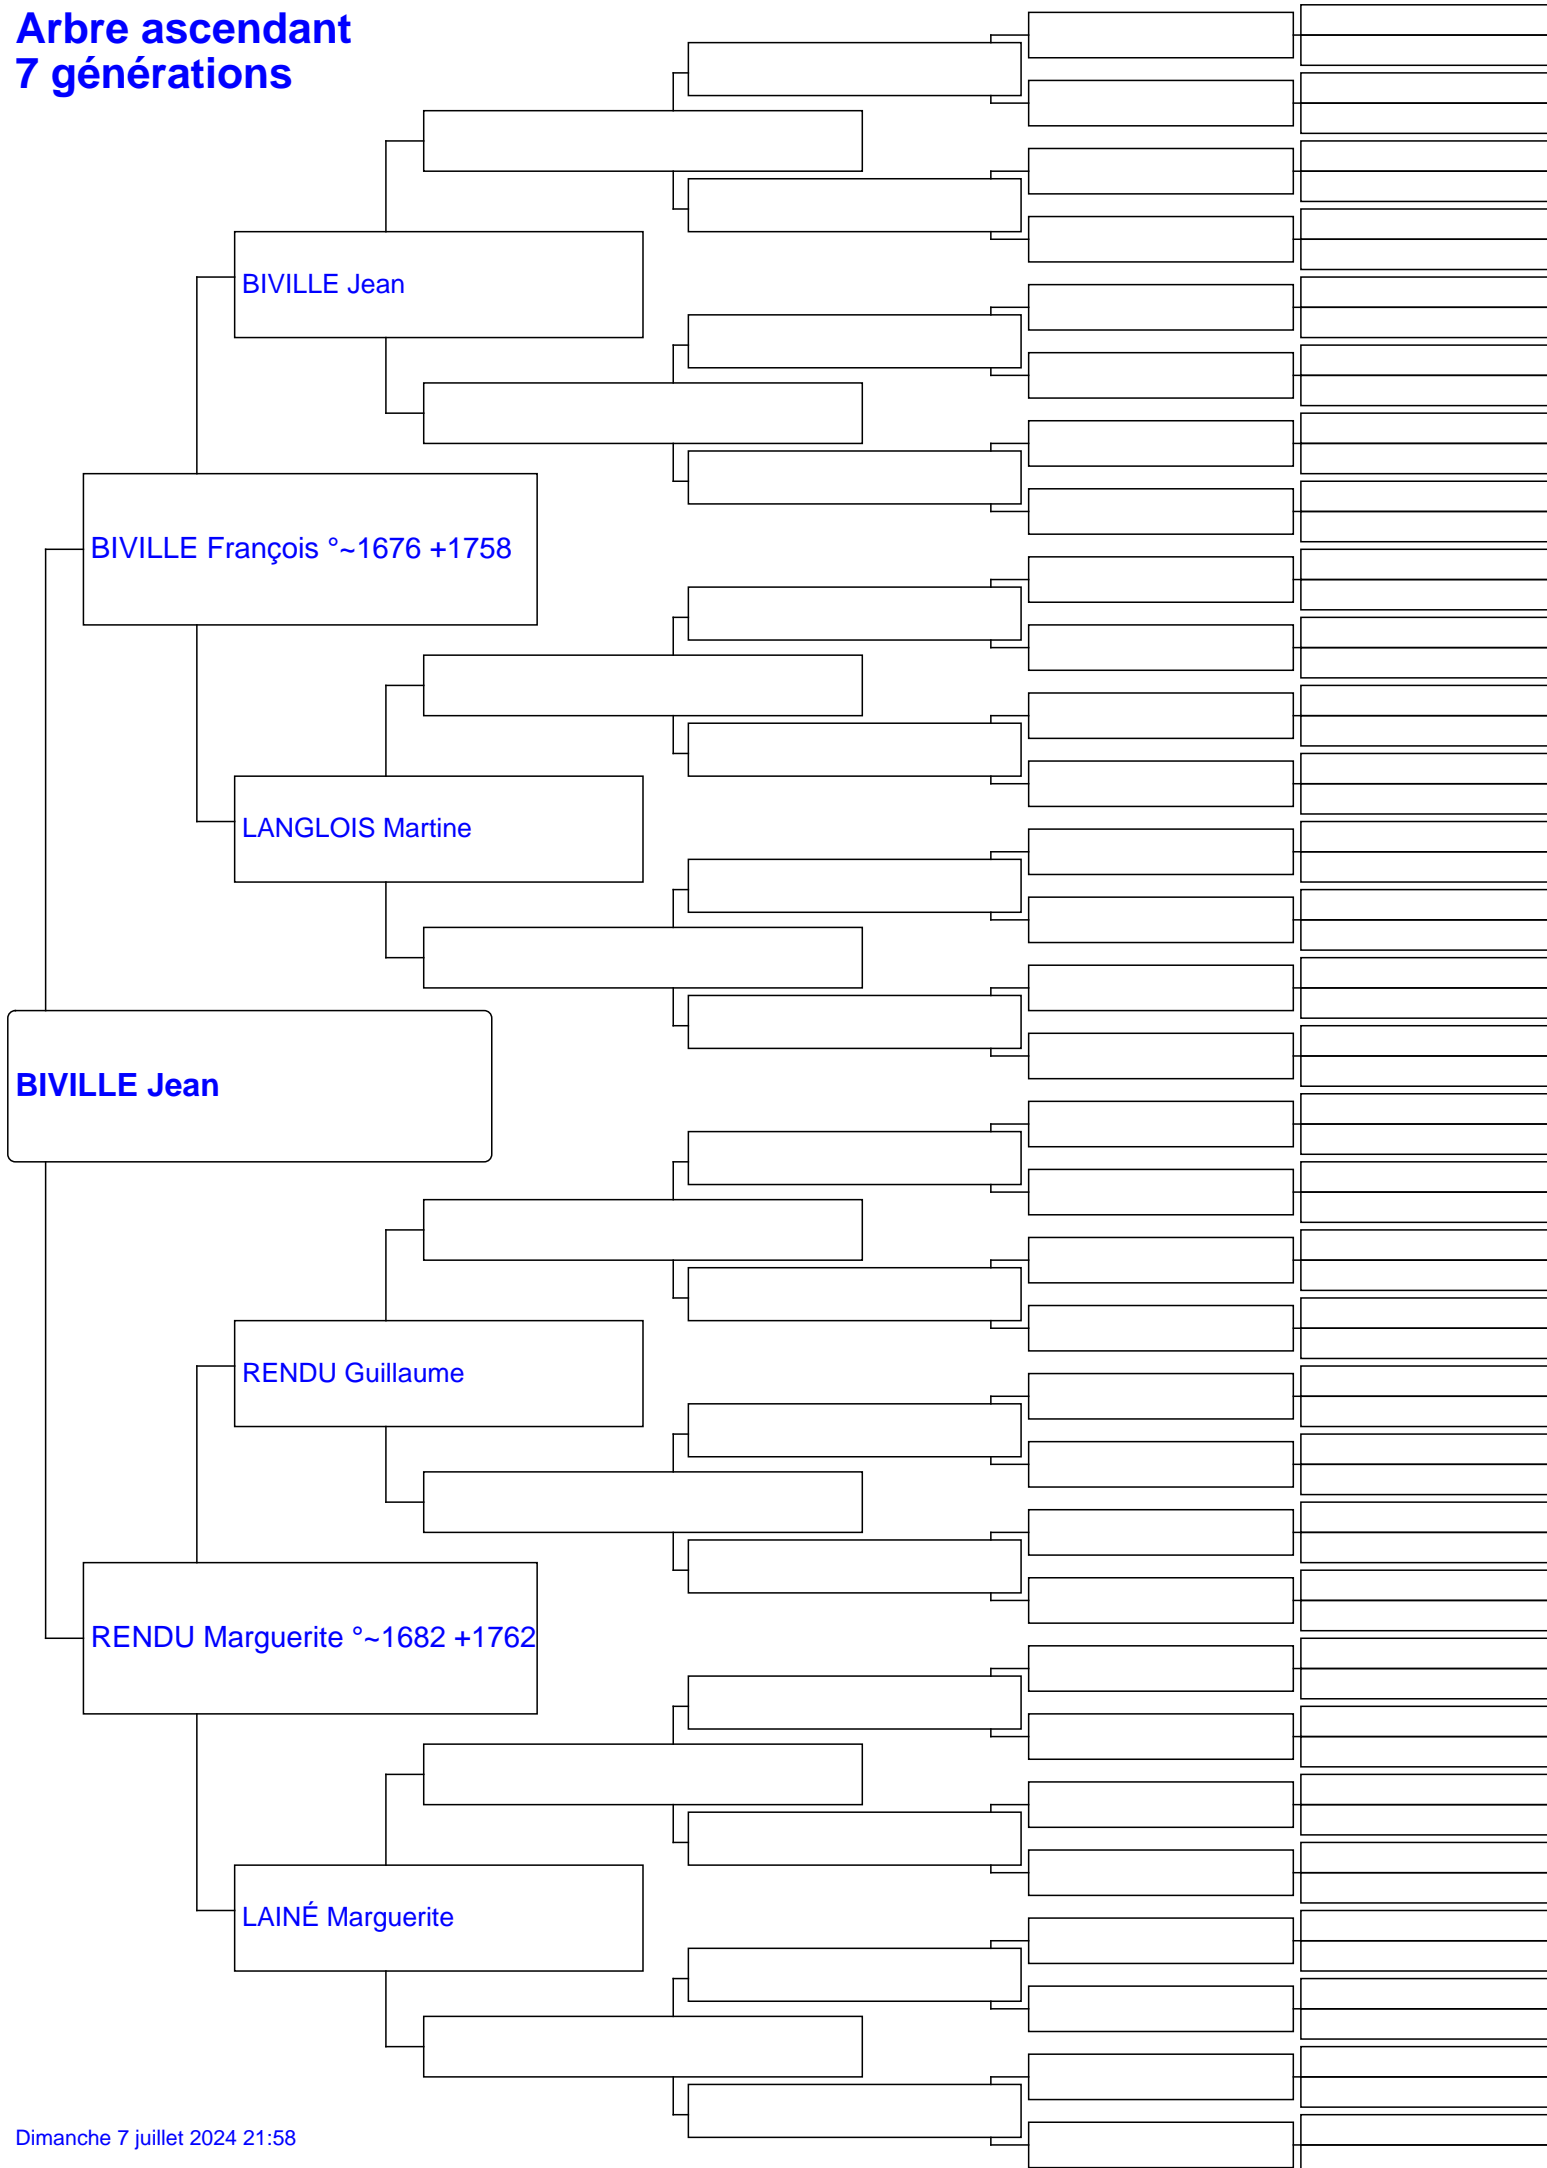 Arbre ascendant
7 générations
BIVILLE Jean
BIVILLE François °~1676 +1758
LANGLOIS Martine
BIVILLE Jean
RENDU Guillaume
RENDU Marguerite °~1682 +1762
LAINÉ Marguerite
Dimanche 7 juillet 2024 21:58